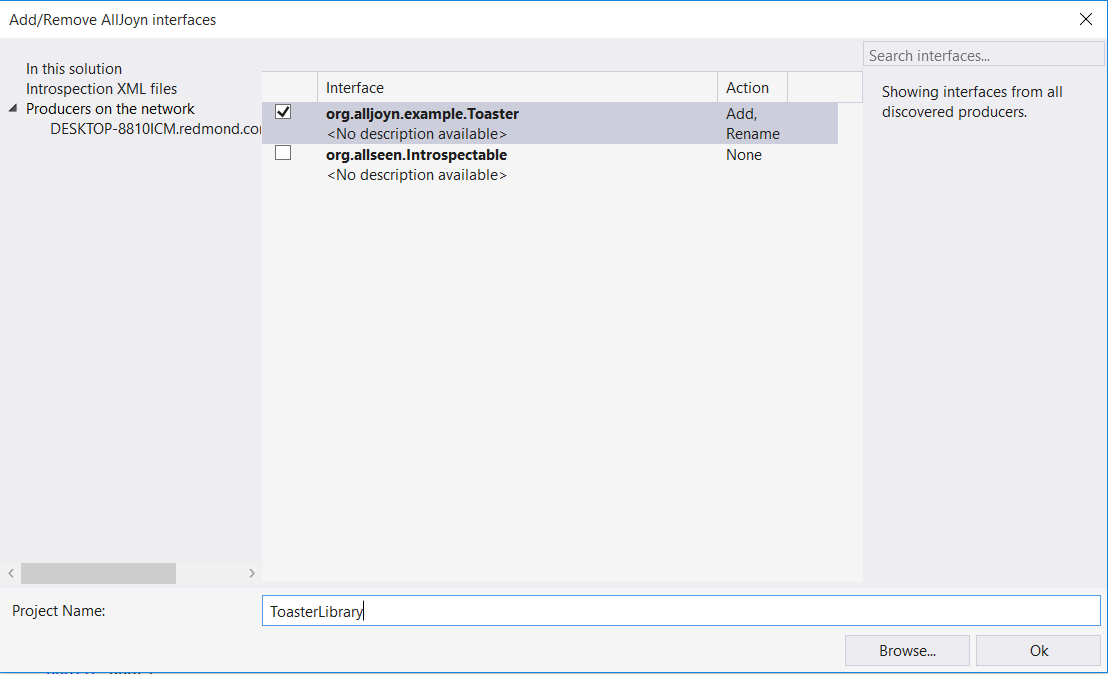 Add/Remove AllJoyn interfaces
Search interfaces...
In this solution
Introspection XML files
Producers on the network
DESKTOP-8810ICM.redmond.cor
Interface
Action
org.alljoyn.example.Toaster
Add,
<No description available>
Rename
org.allseen.Introspectable
None
<No description available>
Showing interfaces from all
discovered producers.
Project Name:
ToasterLibrary
Browse...
Ok